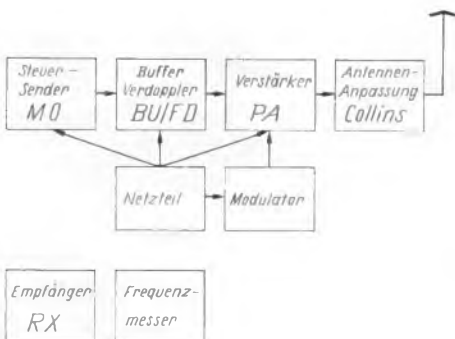 Steuer-
Sender
MO
Buffer
Verdoppler
BU/FD
Verstärker
PA
Antennen-
Anpassung
Collins
Netzteil
Modulator
Empfänger
RX
Frequenz-
messer